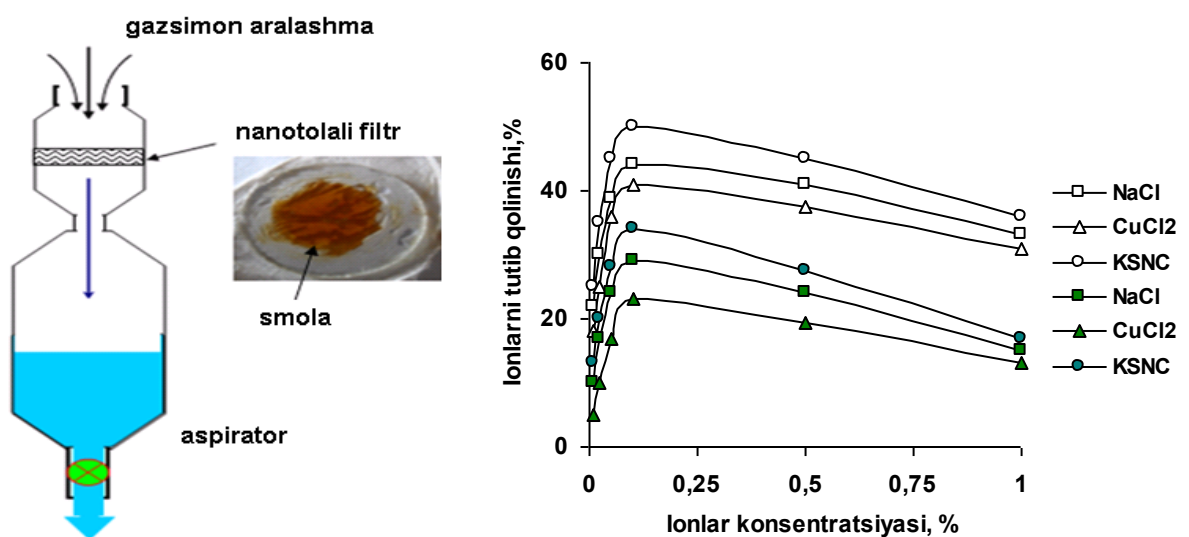 gazsimon aralashma
nanotolali filtr
smola
aspirator
Ionlarni tutib qolinishi,%
60
40
20
0
0
0,25
0,5
0,75
1
Ionlar konsentratsiyasi, %
NaCl
CuCl2
KSNC
NaCl
CuCl2
KSNC